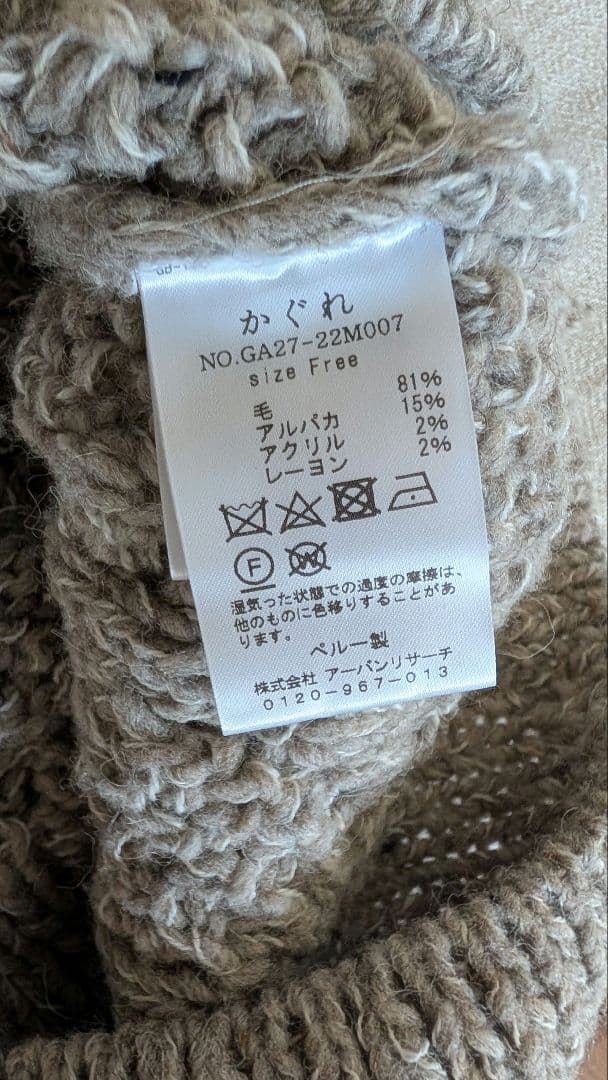 かぐれ
NO.GA27-22M007
size Free
毛 81%
アルパカ 15%
アクリル 2%
レーヨン 2%
F W
湿気った状態での過度の摩擦は、
他のものに色移りすることがあ
ります。
ペルー製
株式会社 アーバンリサーチ
0120-967-013